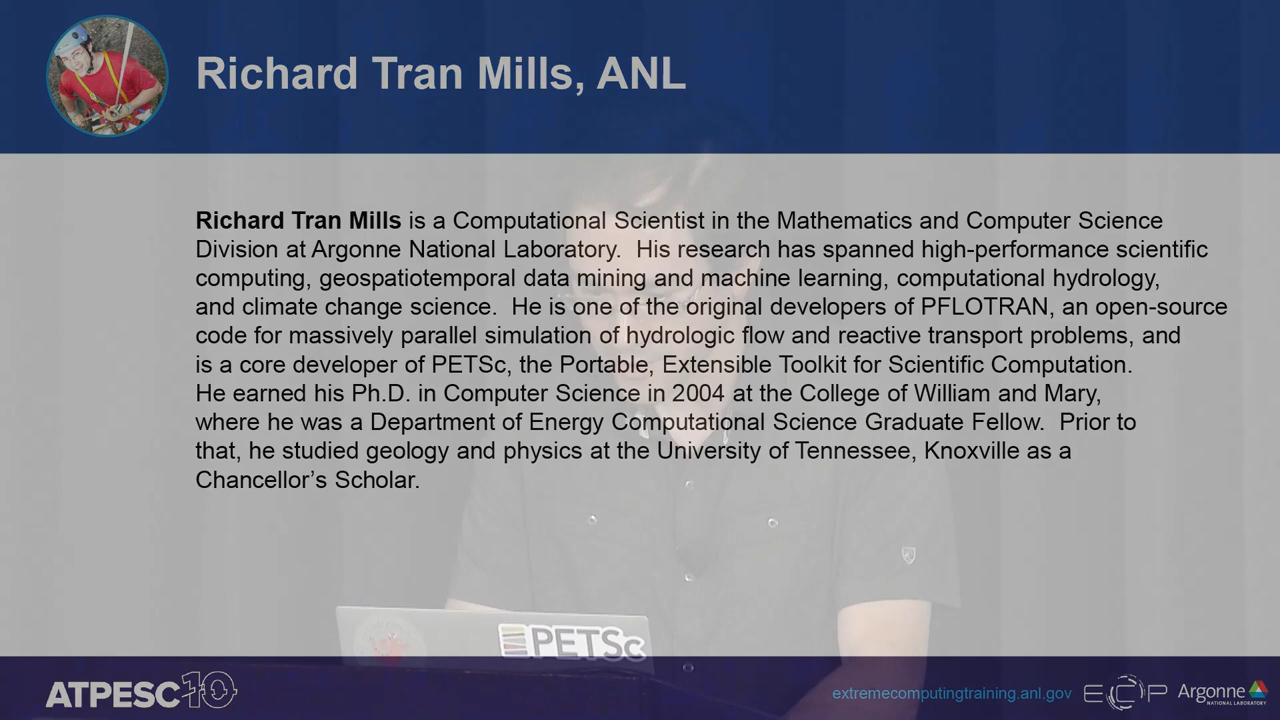 Richard Tran Mills, ANL
Richard Tran Mills is a Computational Scientist in the Mathematics and Computer Science
Division at Argonne National Laboratory.  His research has spanned high-performance scientific
computing, geospatiotemporal data mining and machine learning, computational hydrology,
and climate change science.  He is one of the original developers of PFLOTRAN, an open-source
code for massively parallel simulation of hydrologic flow and reactive transport problems, and
is a core developer of PETSc, the Portable, Extensible Toolkit for Scientific Computation.
He earned his Ph.D. in Computer Science in 2004 at the College of William and Mary,
where he was a Department of Energy Computational Science Graduate Fellow.  Prior to
that, he studied geology and physics at the University of Tennessee, Knoxville as a
Chancellor’s Scholar.
PETSc
ATPESC10
extremecomputingtraining.anl.gov
ECP
Argonne
NATIONAL LABORATORY